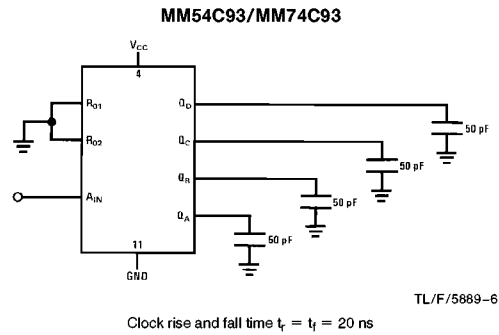 MM54C93/MM74C93
VCC
4
R01
R02
AIN
QD
QC
QB
QA
50 pF
50 pF
50 pF
50 pF
11
GND
TL/F/5889-6
Clock rise and fall time tr = tf = 20 ns